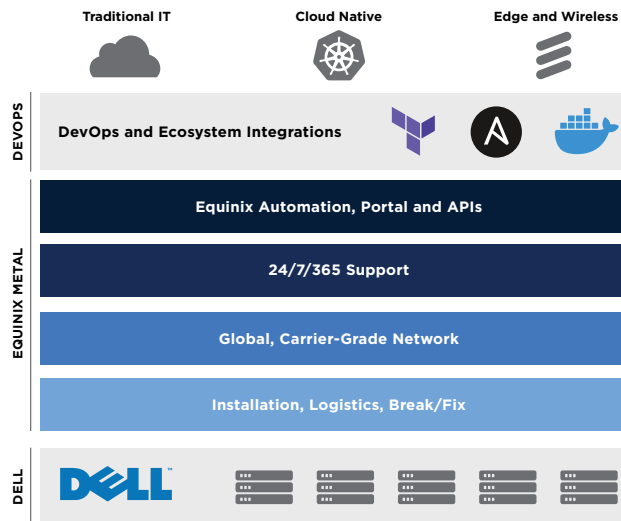 Traditional IT
Cloud Native
Edge and Wireless
DEVOPS
DevOps and Ecosystem Integrations
EQUINIX METAL
Equinix Automation, Portal and APIs
24/7/365 Support
Global, Carrier-Grade Network
Installation, Logistics, Break/Fix
DELL
DELL™